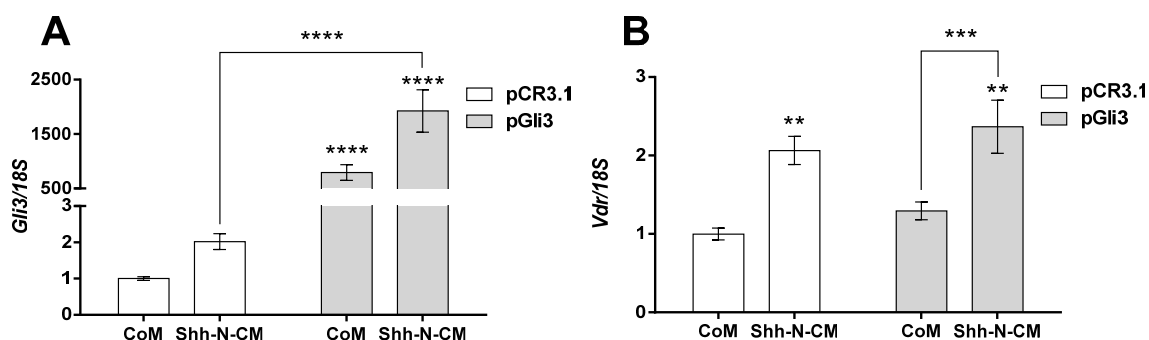 A
****
Gli3/18S
2500
1500
500
3
2
1
0
****
****
CoM
Shh-N-CM
CoM
Shh-N-CM
pCR3.1
pGli3
B
***
Vdr/18S
3
2
1
0
**
**
CoM
Shh-N-CM
CoM
Shh-N-CM
pCR3.1
pGli3